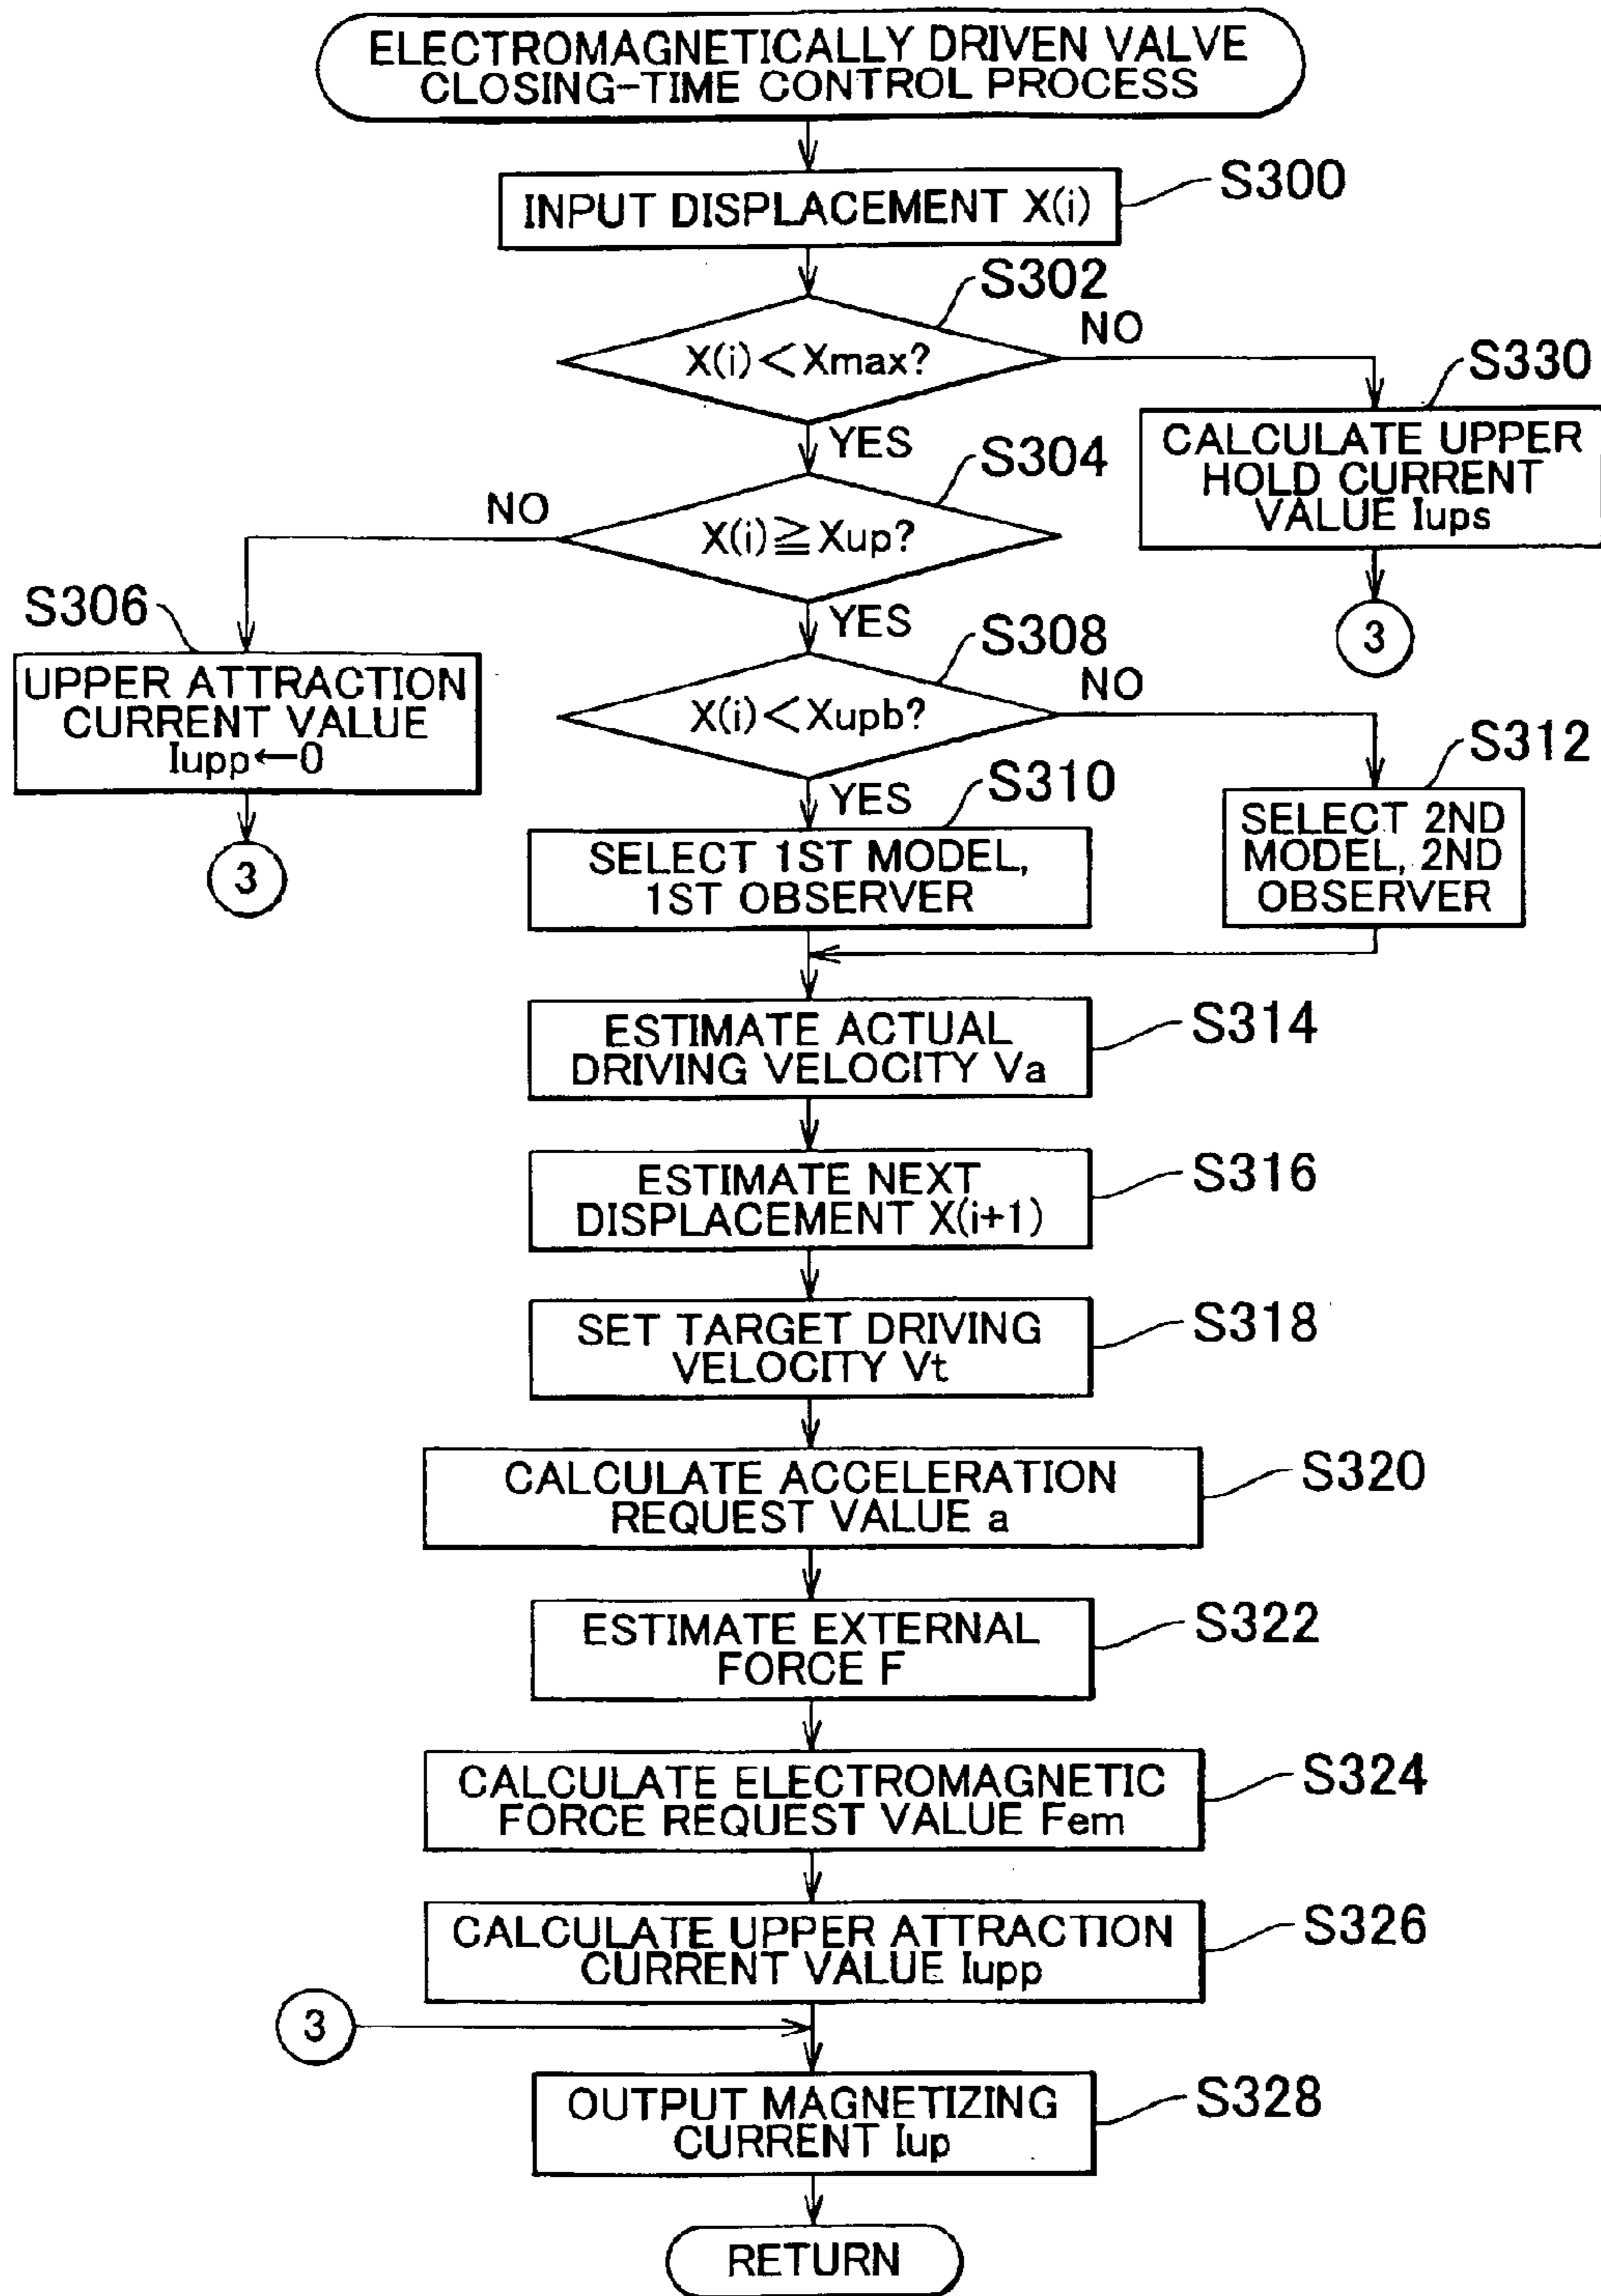 ELECTROMAGNETICALLY DRIVEN VALVE
CLOSING-TIME CONTROL PROCESS
INPUT DISPLACEMENT X(i)
S300
S302
X(i)<Xmax?
NO
YES
S330
CALCULATE UPPER
HOLD CURRENT
VALUE Iups
3
S304
X(i)≧Xup?
NO
YES
S306
UPPER ATTRACTION
CURRENT VALUE
Iupp←0
3
S308
X(i)<Xupb?
NO
YES
S310
SELECT 1ST MODEL,
1ST OBSERVER
S312
SELECT 2ND
MODEL, 2ND
OBSERVER
ESTIMATE ACTUAL
DRIVING VELOCITY Va
S314
ESTIMATE NEXT
DISPLACEMENT X(i+1)
S316
SET TARGET DRIVING
VELOCITY Vt
S318
CALCULATE ACCELERATION
REQUEST VALUE a
S320
ESTIMATE EXTERNAL
FORCE F
S322
CALCULATE ELECTROMAGNETIC
FORCE REQUEST VALUE Fem
S324
CALCULATE UPPER ATTRACTION
CURRENT VALUE Iupp
S326
3
OUTPUT MAGNETIZING
CURRENT Iup
S328
RETURN